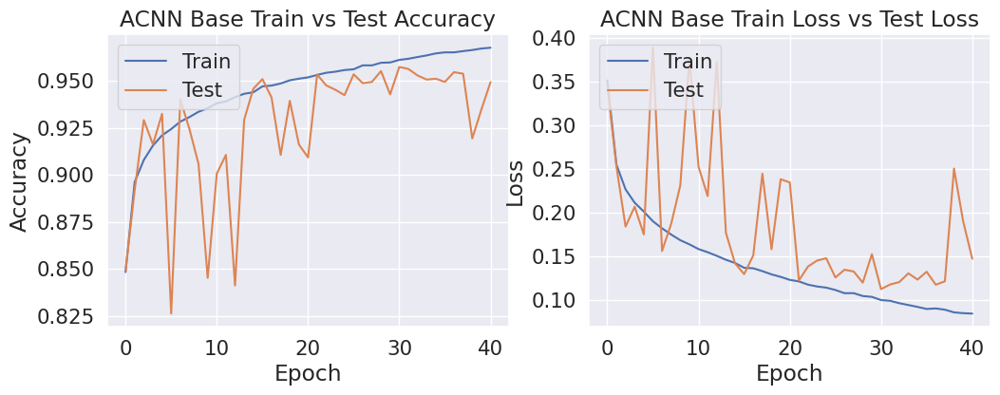 ACNN Base Train vs Test Accuracy
Train
Test
0.950
0.925
0.900
0.875
0.850
0.825
Accuracy
0 10 20 30 40
Epoch
ACNN Base Train Loss vs Test Loss
Train
Test
0.40
0.35
0.30
0.25
0.20
0.15
0.10
Loss
0 10 20 30 40
Epoch